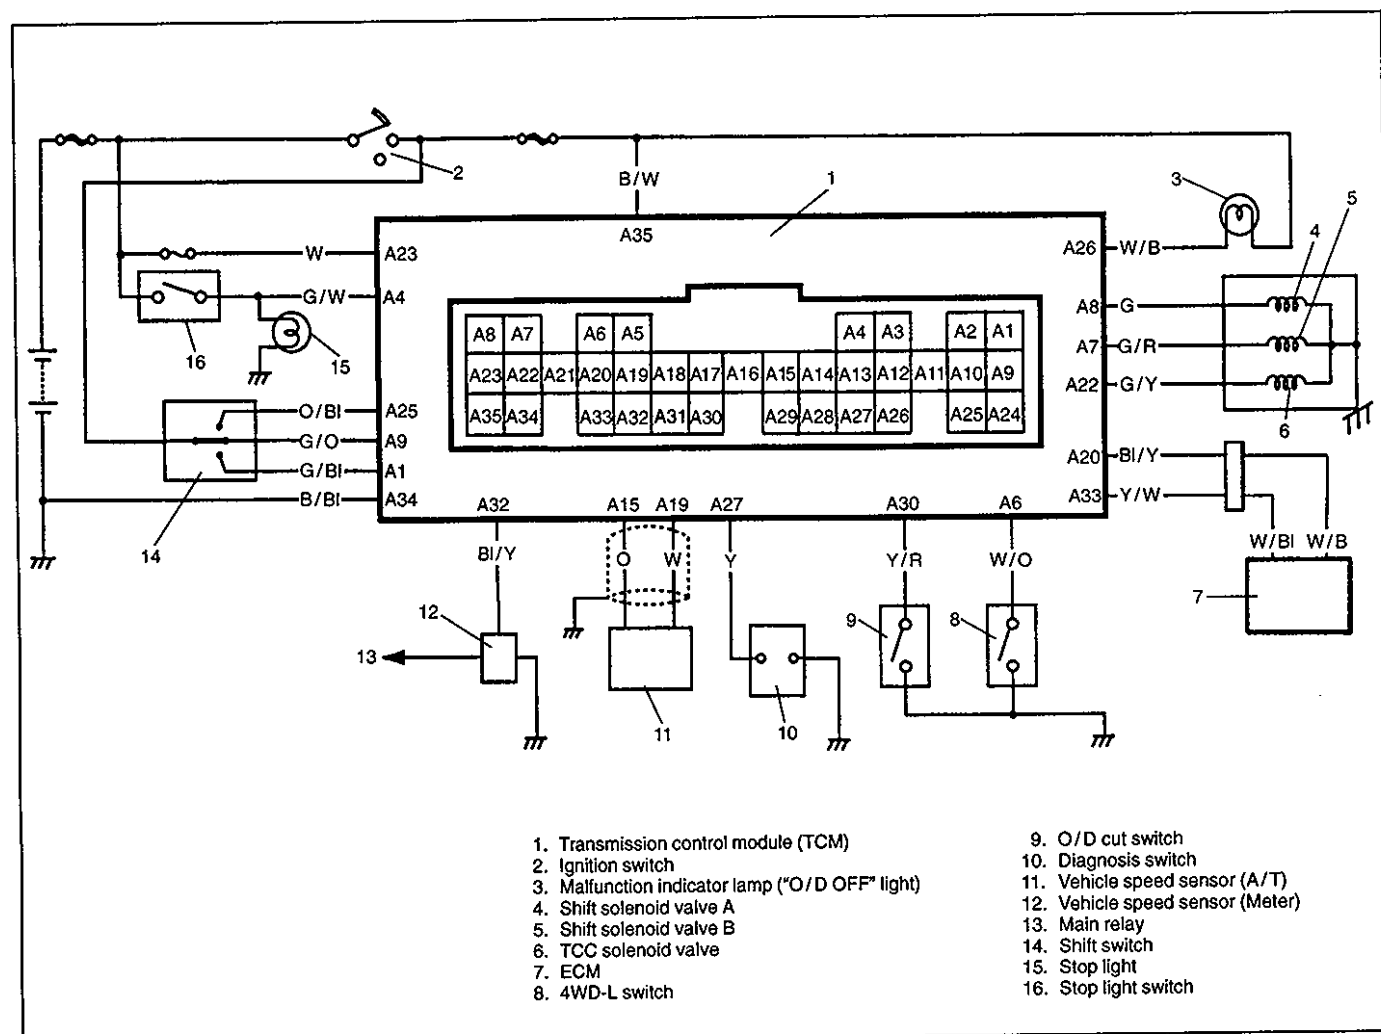 2
B/W
1
3
5
4
A35
W
A23
A26
W/B
G/W
A4
A8
G
16
15
A7
G/R
A22
G/Y
6
A8 A7 A6 A5 A4 A3 A2 A1
A23 A22 A21 A20 A19 A18 A17 A16 A15 A14 A13 A12 A11 A10 A9
A35 A34 A33 A32 A31 A30 A29 A28 A27 A26 A25 A24
O/Bl
A25
G/O
A9
G/Bl
A1
B/Bl
A34
14
A20
Bl/Y
A33
Y/W
A32
A15
A19
A27
A30
A6
Bl/Y
O
W
Y
Y/R
W/O
W/Bl
W/B
7
12
13
11
10
9
8
1. Transmission control module (TCM)
2. Ignition switch
3. Malfunction indicator lamp ("O/D OFF" light)
4. Shift solenoid valve A
5. Shift solenoid valve B
6. TCC solenoid valve
7. ECM
8. 4WD-L switch
9. O/D cut switch
10. Diagnosis switch
11. Vehicle speed sensor (A/T)
12. Vehicle speed sensor (Meter)
13. Main relay
14. Shift switch
15. Stop light
16. Stop light switch